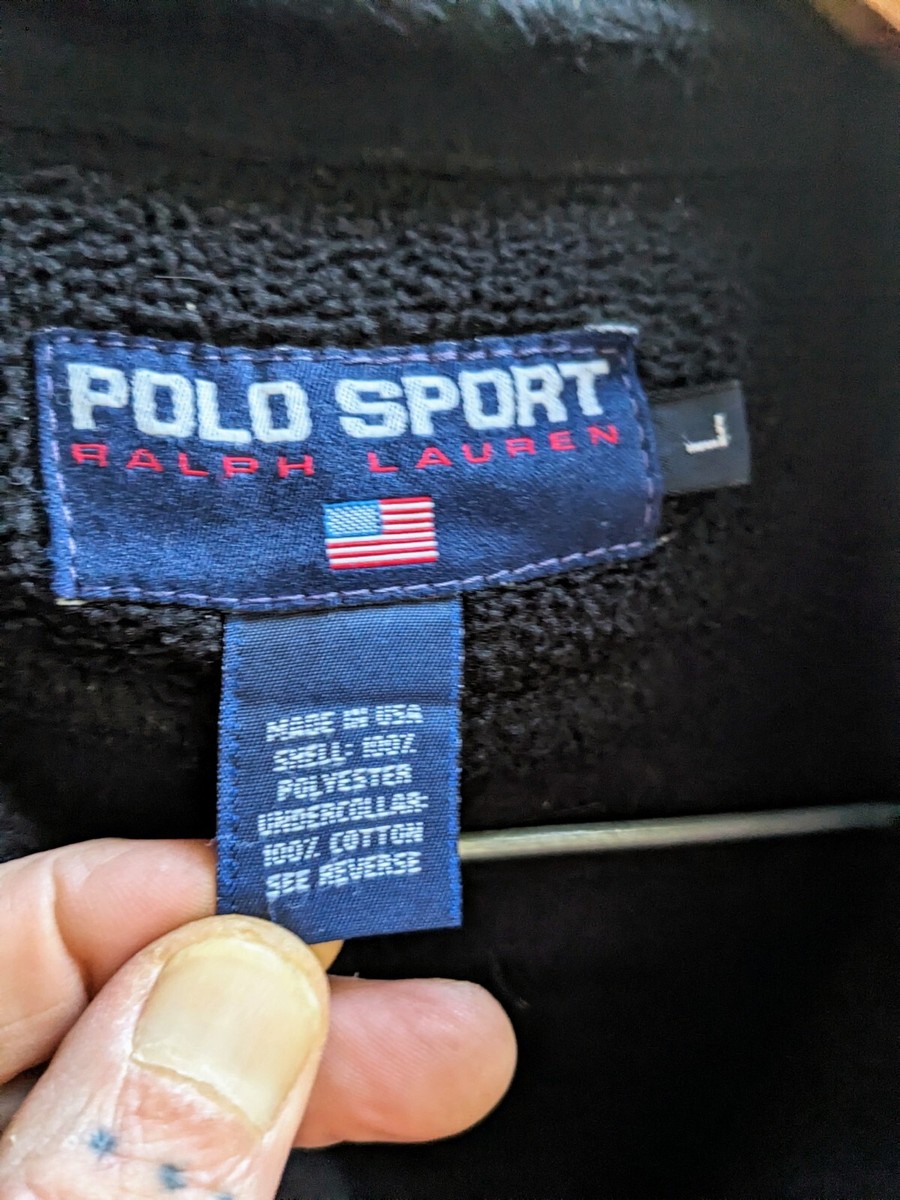 POLO SPORT
RALPH LAUREN
L
MADE IN USA
SHELL: 100%
POLYESTER
UNDERCOLLAR:
100% COTTON
SEE REVERSE